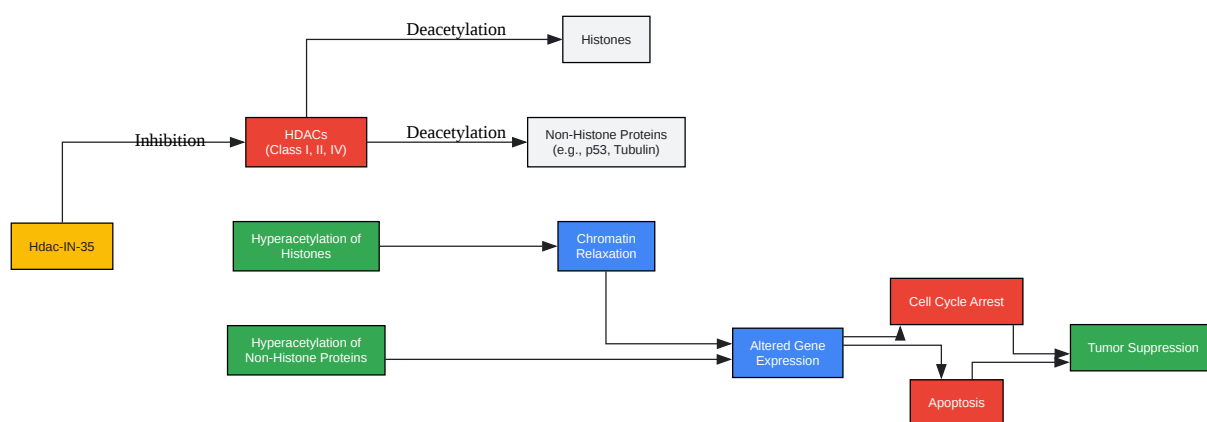 Deacetylation
Histones
Inhibition
HDACs
(Class I, II, IV)
Deacetylation
Non-Histone Proteins
(e.g., p53, Tubulin)
Hdac-IN-35
Hyperacetylation of
Histones
Chromatin
Relaxation
Cell Cycle Arrest
Hyperacetylation of
Non-Histone Proteins
Altered Gene
Expression
Tumor Suppression
Apoptosis